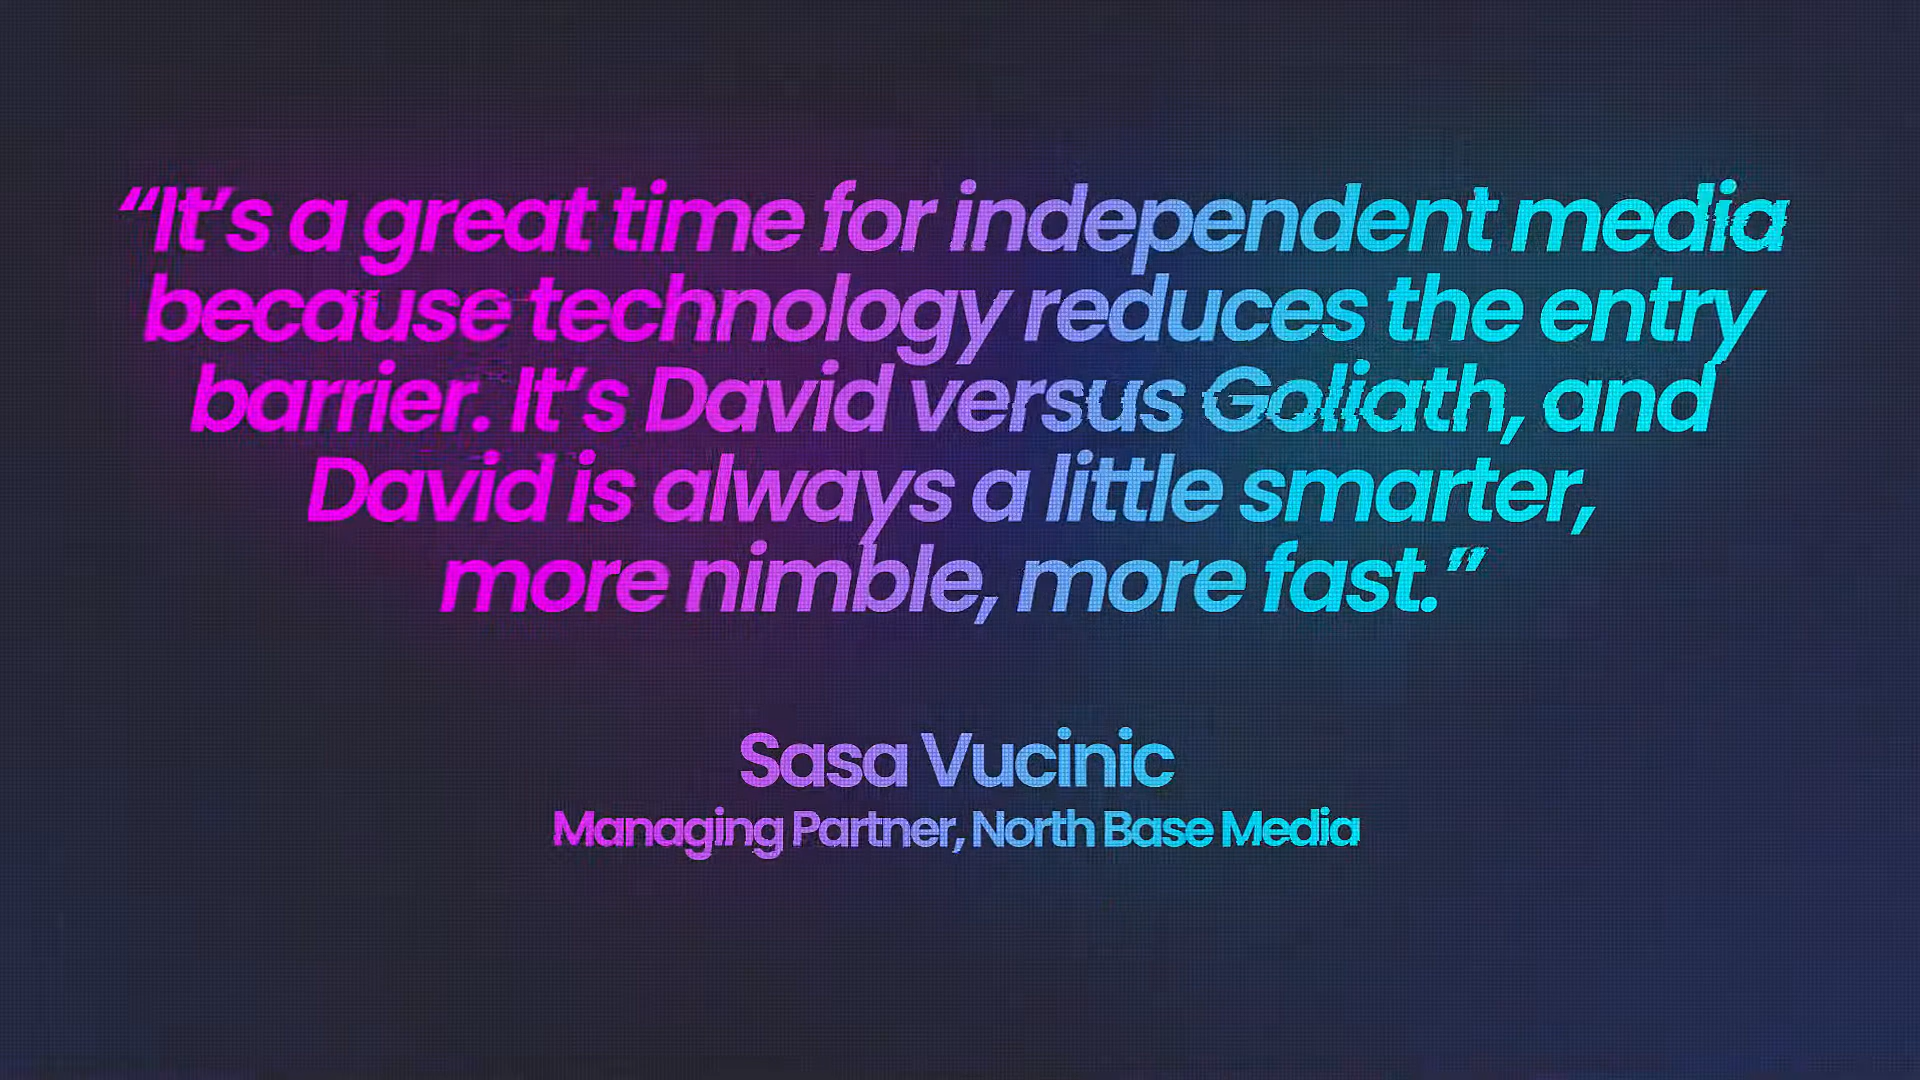 “It’s a great time for independent media
because technology reduces the entry
barrier. It’s David versus Goliath, and
David is always a little smarter,
more nimble, more fast.”
Sasa Vucinic
Managing Partner, North Base Media